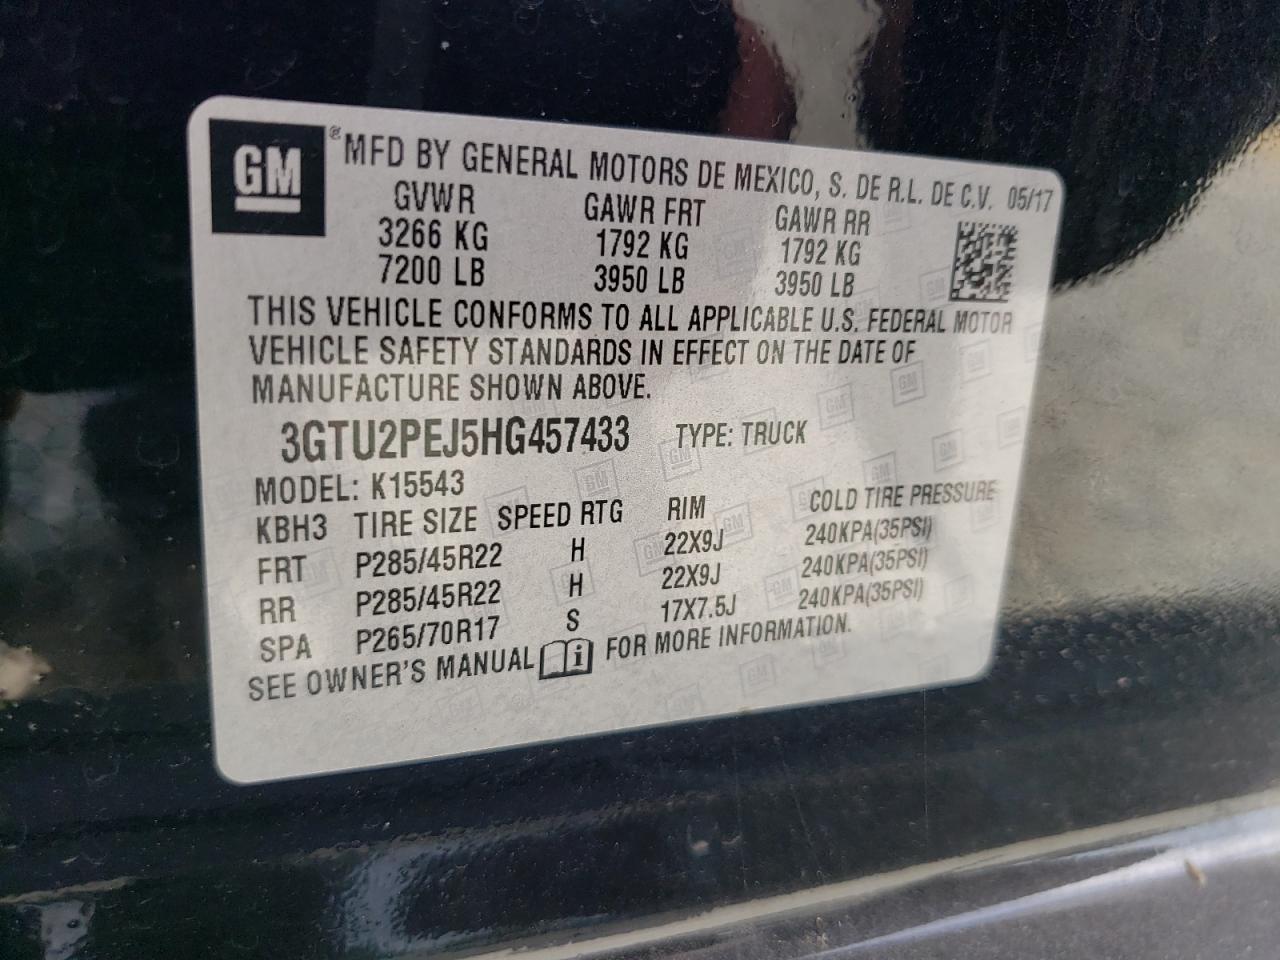 GM ® MFD BY GENERAL MOTORS DE MEXICO, S. DE R.L. DE C.V. 05/17
GVWR GAWR FRT GAWR RR
3266 KG 1792 KG 1792 KG
7200 LB 3950 LB 3950 LB
THIS VEHICLE CONFORMS TO ALL APPLICABLE U.S. FEDERAL MOTOR
VEHICLE SAFETY STANDARDS IN EFFECT ON THE DATE OF
MANUFACTURE SHOWN ABOVE.
3GTU2PEJ5HG457433 TYPE: TRUCK
MODEL: K15543
KBH3 TIRE SIZE SPEED RTG RIM COLD TIRE PRESSURE
FRT P285/45R22 H 22X9J 240KPA(35PSI)
RR P285/45R22 H 22X9J 240KPA(35PSI)
SPA P265/70R17 S 17X7.5J 240KPA(35PSI)
SEE OWNER'S MANUAL i FOR MORE INFORMATION.